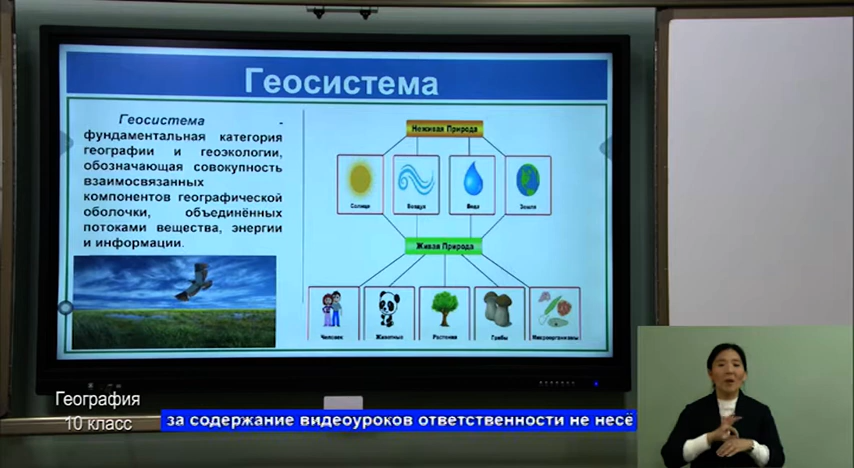 Геосистема
Геосистема -
фундаментальная категория
географии и геоэкологии,
обозначающая совокупность
взаимосвязанных
компонентов географической
оболочки, объединённых
потоками вещества, энергии
и информации.
Неживая Природа
Солнце Воздух Вода Земля
Живая Природа
Человек Животные Растения Грибы Микроорганизмы
География
10 класс
за содержание видеоуроков ответственности не несё